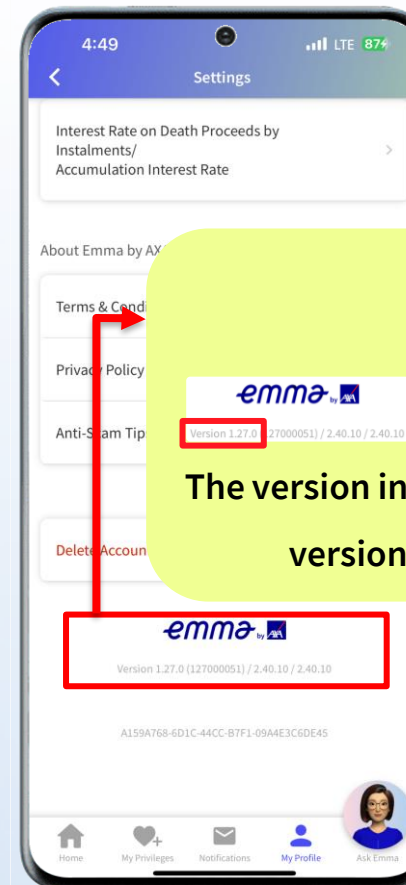 4:49
LTE 87
Settings
Interest Rate on Death Proceeds by
Instalments/
Accumulation Interest Rate
About Emma by AX
Terms & Condi
Privacy Policy
emma by AXA
Anti-Scam Tip
Version 1.27.0 27000051) / 2.40.10 / 2.40.10
The version in
version
Delete Accoun
emma by AXA
Version 1.27.0 (127000051) / 2.40.10 / 2.40.10
A159A768-6D1C-44CC-B7F1-09A4E3C6DE45
Home
My Privileges
Notifications
My Profile
Ask Emma